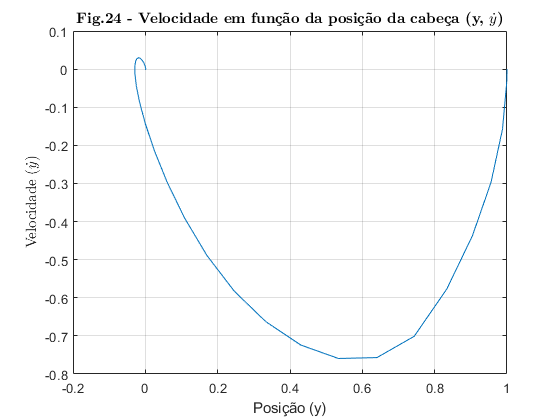 Fig.24 - Velocidade em função da posição da cabeça (y, ẏ)
0.1
0
-0.1
-0.2
-0.3
-0.4
-0.5
-0.6
-0.7
-0.8
Velocidade (ẏ)
-0.2 0 0.2 0.4 0.6 0.8 1
Posição (y)